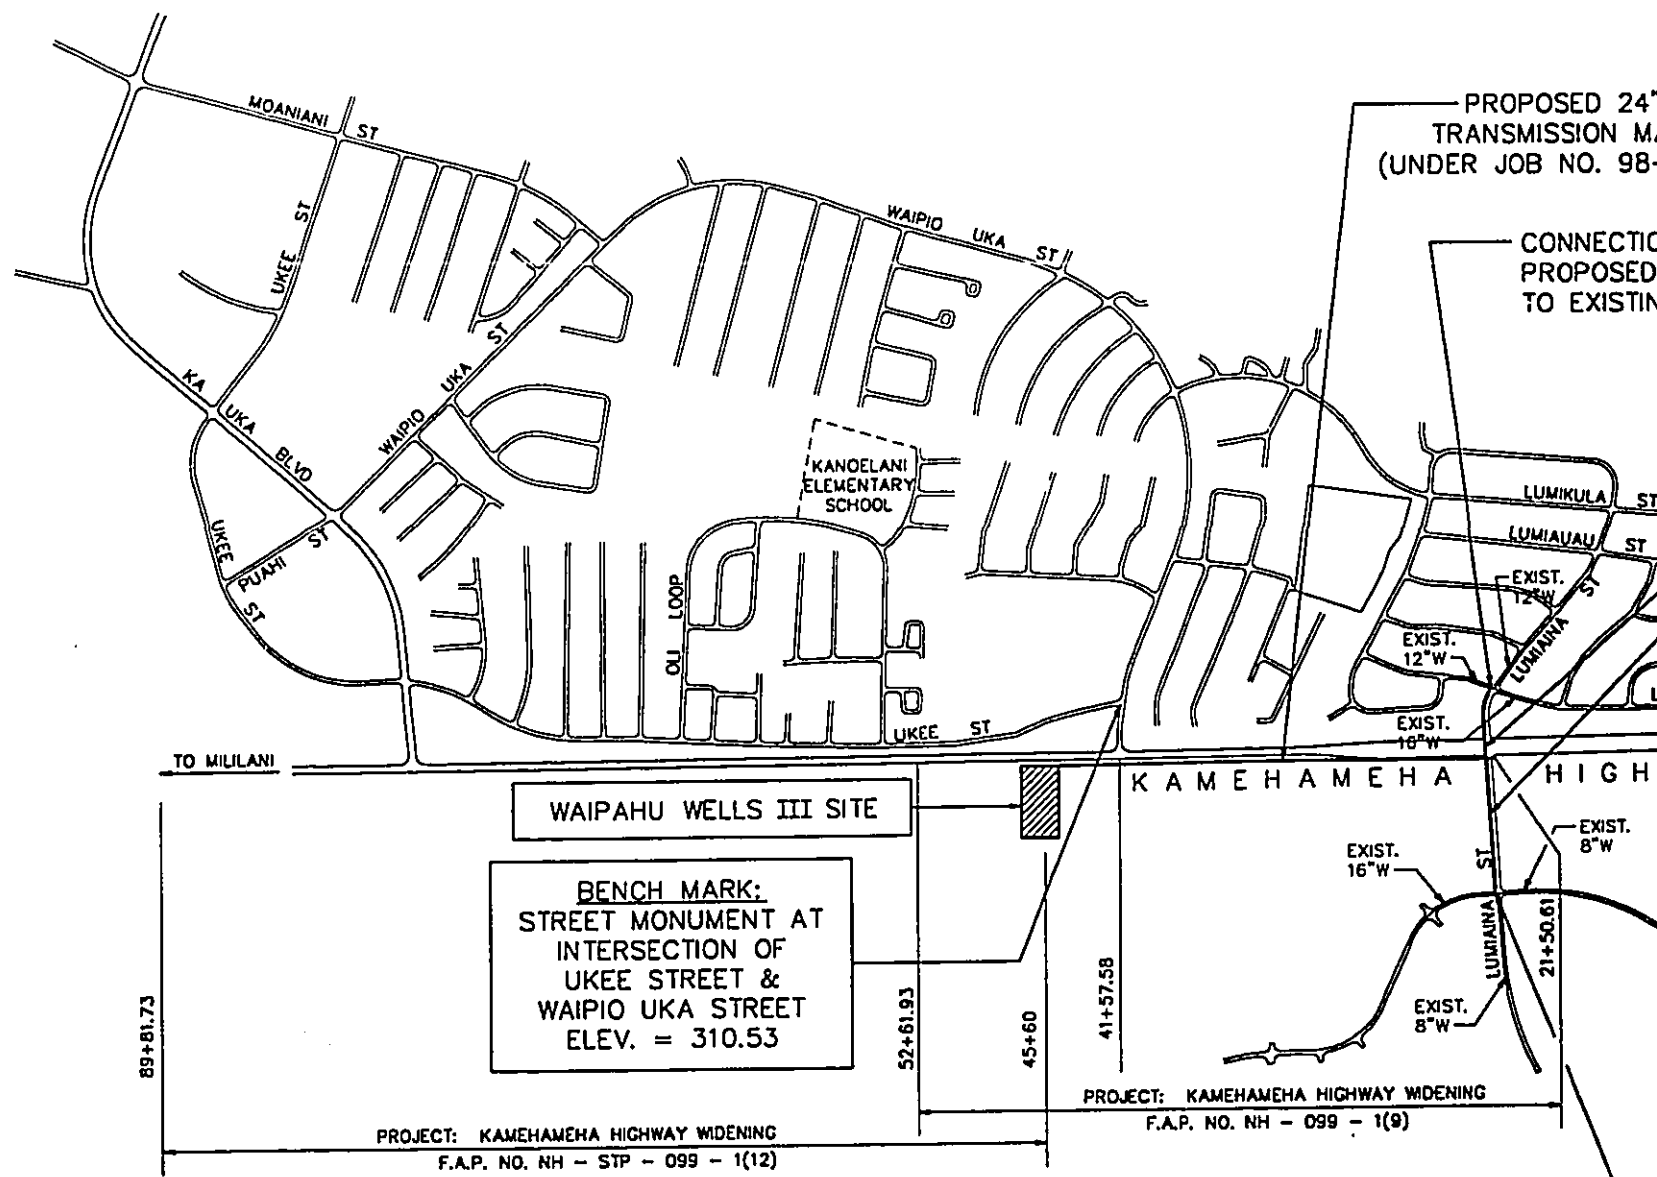 PROPOSED 24"
TRANSMISSION MA
(UNDER JOB NO. 98-
CONNECTIO
PROPOSED
TO EXISTIN
MOANIANI ST
UKEE ST
WAIPIO UKA ST
KA UKA BLVD
WAIPIO UKA ST
UKEE ST
PUAHI ST
KANOELANI
ELEMENTARY
SCHOOL
OLI LOOP
UKEE ST
LUMIKULA ST
LUMIAUAU ST
EXIST.
12"W
LUMIAINA ST
EXIST.
12"W
EXIST.
16"W
L
TO MILILANI
KAMEHAMEHA HIGH
WAIPAHU WELLS III SITE
BENCH MARK:
STREET MONUMENT AT
INTERSECTION OF
UKEE STREET &
WAIPIO UKA STREET
ELEV. = 310.53
EXIST.
16"W
EXIST.
8"W
LUMIAINA ST
EXIST.
8"W
89+81.73
52+61.93
45+60
41+57.58
21+50.61
PROJECT: KAMEHAMEHA HIGHWAY WIDENING
F.A.P. NO. NH - 099 - 1(9)
PROJECT: KAMEHAMEHA HIGHWAY WIDENING
F.A.P. NO. NH - STP - 099 - 1(12)